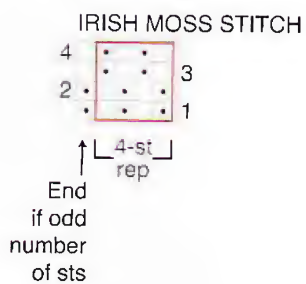 IRISH MOSS STITCH
4
3
2
1
4-st
rep
End
if odd
number
of sts